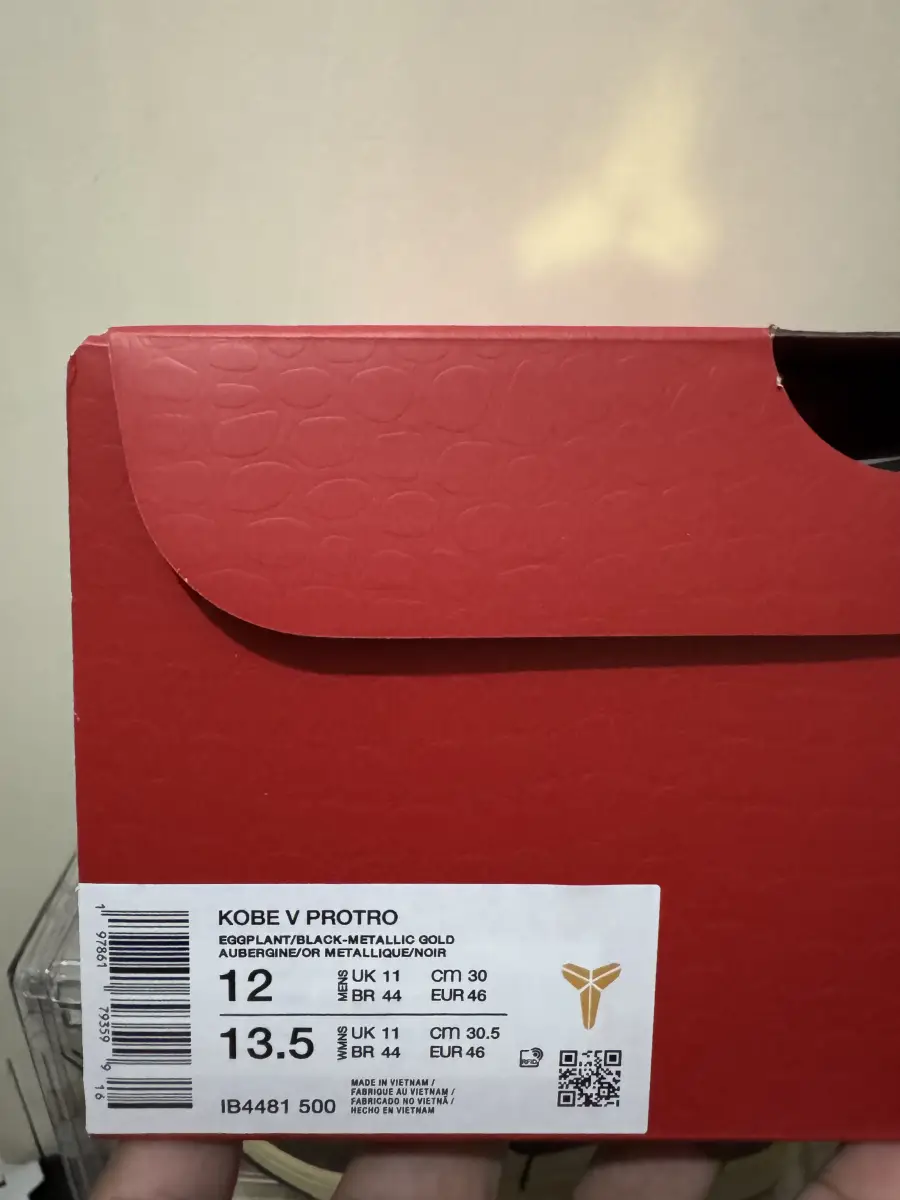 KOBE V PROTRO
EGGPLANT/BLACK-METALLIC GOLD
AUBERGINE/OR METALLIQUE/NOIR
12 MENS UK 11 cm 30
BR 44 EUR 46
13.5 WMNS UK 11 cm 30.5
BR 44 EUR 46
RFID
IB4481 500
MADE IN VIETNAM /
FABRIQUE AU VIETNAM /
FABRICADO NO VIETNÃ /
HECHO EN VIETNAM
1 97861 79359 9 16